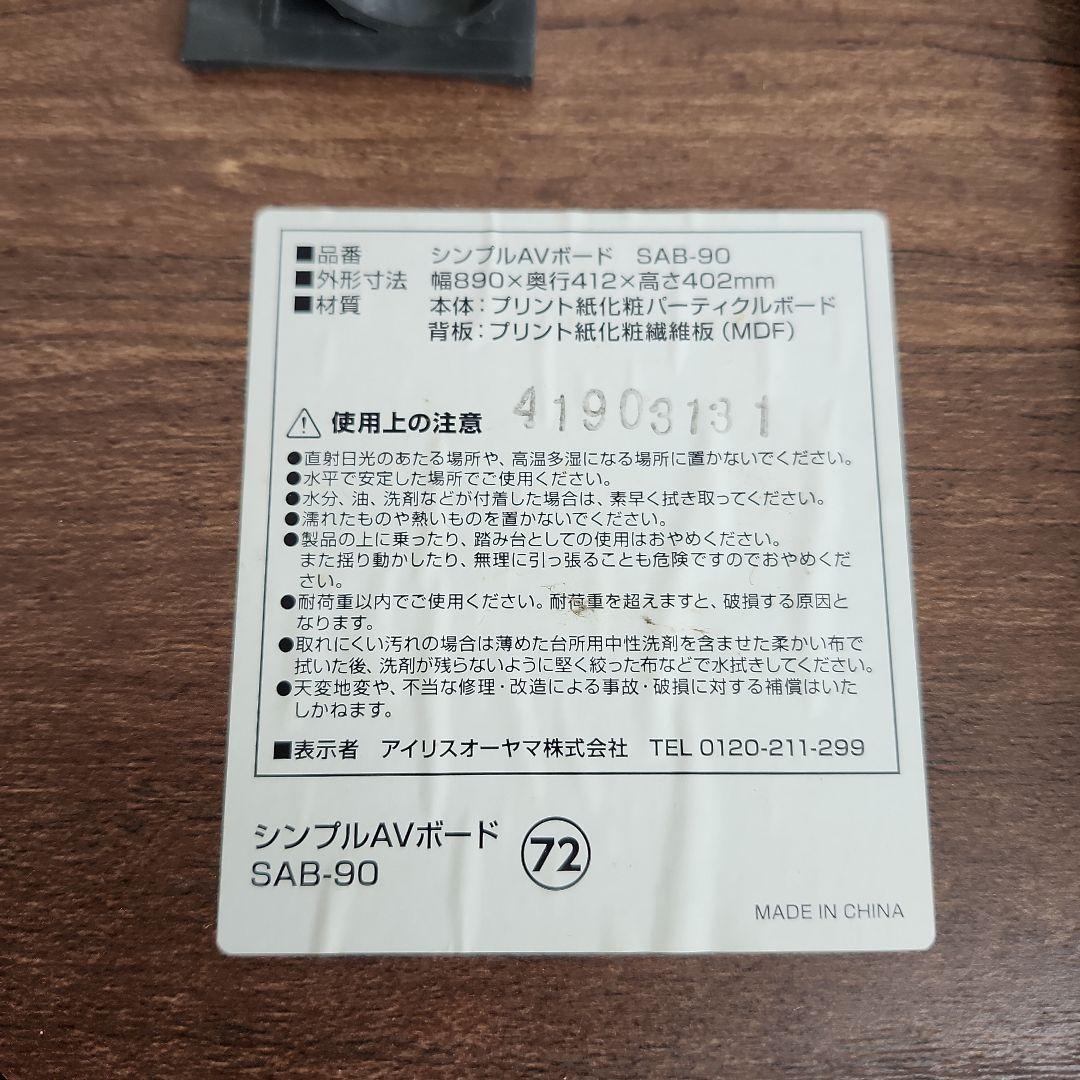 ■品番 シンプルAVボード SAB-90
■外形寸法 幅890×奥行412×高さ402mm
■材質 本体：プリント紙化粧パーティクルボード
背板：プリント紙化粧繊維板（MDF）
使用上の注意 41903131
●直射日光のあたる場所や、高温多湿になる場所に置かないでください。
●水平で安定した場所でご使用ください。
●水分、油、洗剤などが付着した場合は、素早く拭き取ってください。
●濡れたものや熱いものを置かないでください。
●製品の上に乗ったり、踏み台としての使用はおやめください。
また揺り動かしたり、無理に引っ張ることも危険ですのでおやめくだ
さい。
●耐荷重以内でご使用ください。耐荷重を超えますと、破損する原因と
なります。
●取れにくい汚れの場合は薄めた台所用中性洗剤を含ませた柔かい布で
拭いた後、洗剤が残らないように堅く絞った布などで水拭きしてください。
●天変地変や、不当な修理・改造による事故・破損に対する補償はいた
しかねます。
■表示者 アイリスオーヤマ株式会社 TEL 0120-211-299
シンプルAVボード
SAB-90 72
MADE IN CHINA